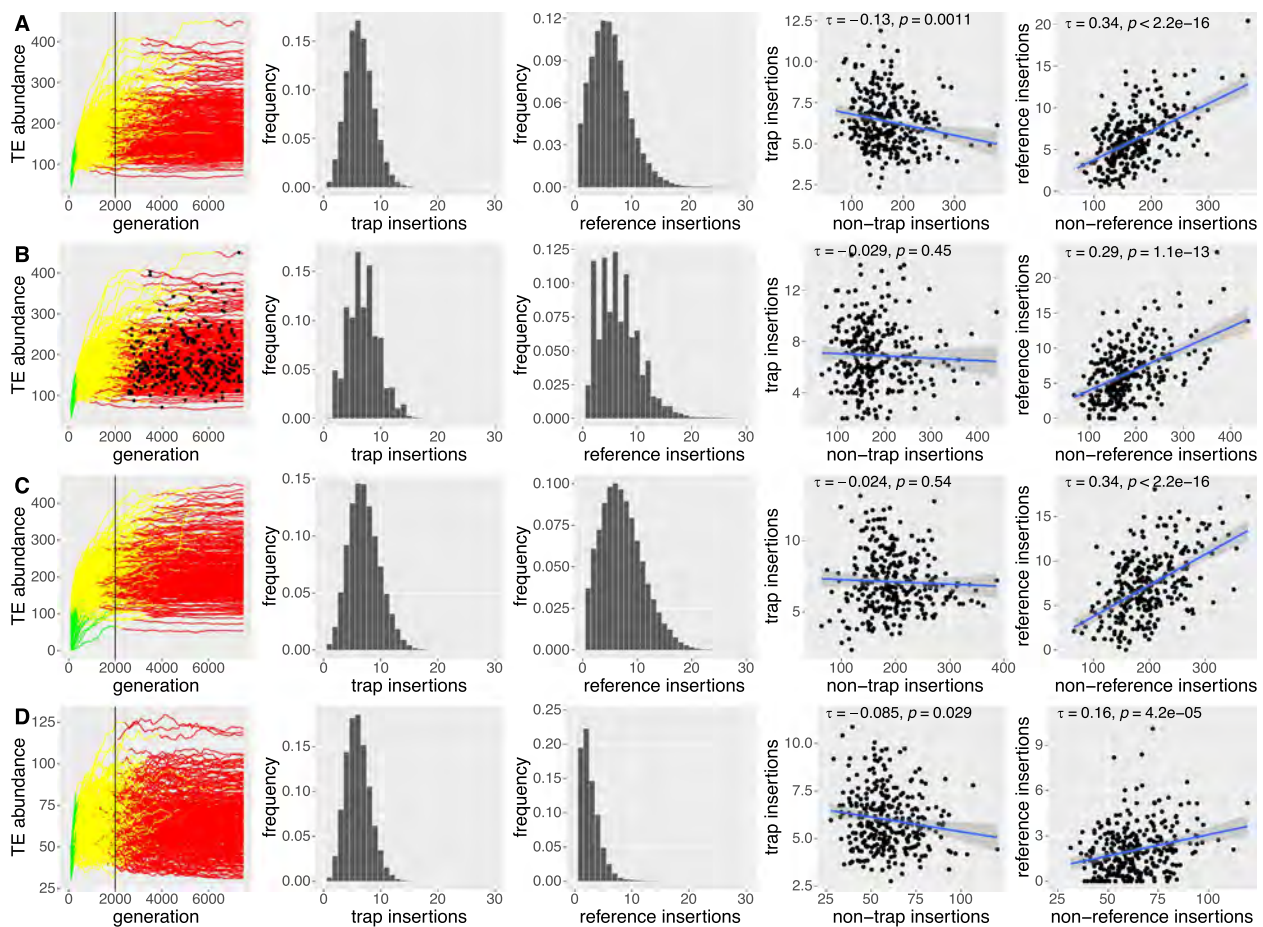 A
TE abundance
400
300
200
100
0 2000 4000 6000
generation
frequency
0.15
0.10
0.05
0.00
0 10 20 30
trap insertions
frequency
0.12
0.09
0.06
0.03
0.00
0 10 20 30
reference insertions
τ = −0.13, p = 0.0011
trap insertions
12.5
10.0
7.5
5.0
2.5
100 200 300
non−trap insertions
τ = 0.34, p < 2.2e−16
reference insertions
20
15
10
5
0
100 200 300
non−reference insertions
B
TE abundance
400
300
200
100
0 2000 4000 6000
generation
frequency
0.15
0.10
0.05
0.00
0 10 20 30
trap insertions
frequency
0.125
0.100
0.075
0.050
0.025
0.000
0 10 20 30
reference insertions
τ = −0.029, p = 0.45
trap insertions
12
8
4
100 200 300 400
non−trap insertions
τ = 0.29, p = 1.1e−13
reference insertions
20
15
10
5
0
100 200 300 400
non−reference insertions
C
TE abundance
400
300
200
100
0
0 2000 4000 6000
generation
frequency
0.15
0.10
0.05
0.00
0 10 20 30
trap insertions
frequency
0.100
0.075
0.050
0.025
0.000
0 10 20 30
reference insertions
τ = −0.024, p = 0.54
trap insertions
10
5
100 200 300 400
non−trap insertions
τ = 0.34, p < 2.2e−16
reference insertions
15
10
5
0
100 200 300
non−reference insertions
D
TE abundance
125
100
75
50
25
0 2000 4000 6000
generation
frequency
0.15
0.10
0.05
0.00
0 10 20 30
trap insertions
frequency
0.25
0.20
0.15
0.10
0.05
0.00
0 10 20 30
reference insertions
τ = −0.085, p = 0.029
trap insertions
10.0
7.5
5.0
2.5
25 50 75 100
non−trap insertions
τ = 0.16, p = 4.2e−05
reference insertions
9
6
3
0
25 50 75 100
non−reference insertions